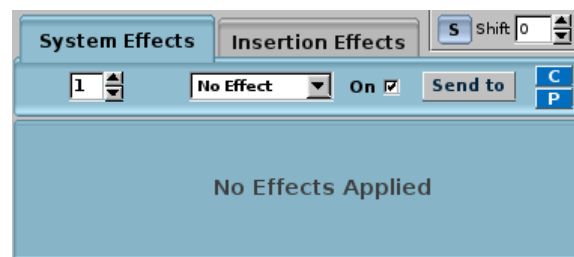 System Effects Insertion Effects S Shift 0
1 No Effect On Send to C
P
No Effects Applied